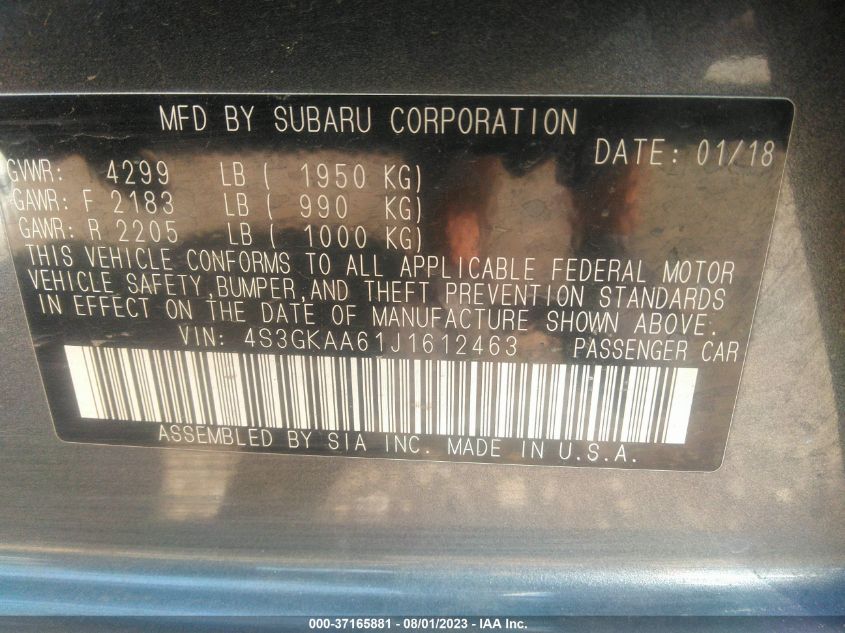 MFD BY SUBARU CORPORATION
DATE: 01/18
GVWR: 4299 LB ( 1950 KG)
GAWR: F 2183 LB ( 990 KG)
GAWR: R 2205 LB ( 1000 KG)
THIS VEHICLE CONFORMS TO ALL APPLICABLE FEDERAL MOTOR
VEHICLE SAFETY,BUMPER,AND THEFT PREVENTION STANDARDS
IN EFFECT ON THE DATE OF MANUFACTURE SHOWN ABOVE.
VIN: 4S3GKAA61J1612463 PASSENGER CAR
ASSEMBLED BY SIA INC. MADE IN U.S.A.
000-37165881 - 08/01/2023 - IAA Inc.